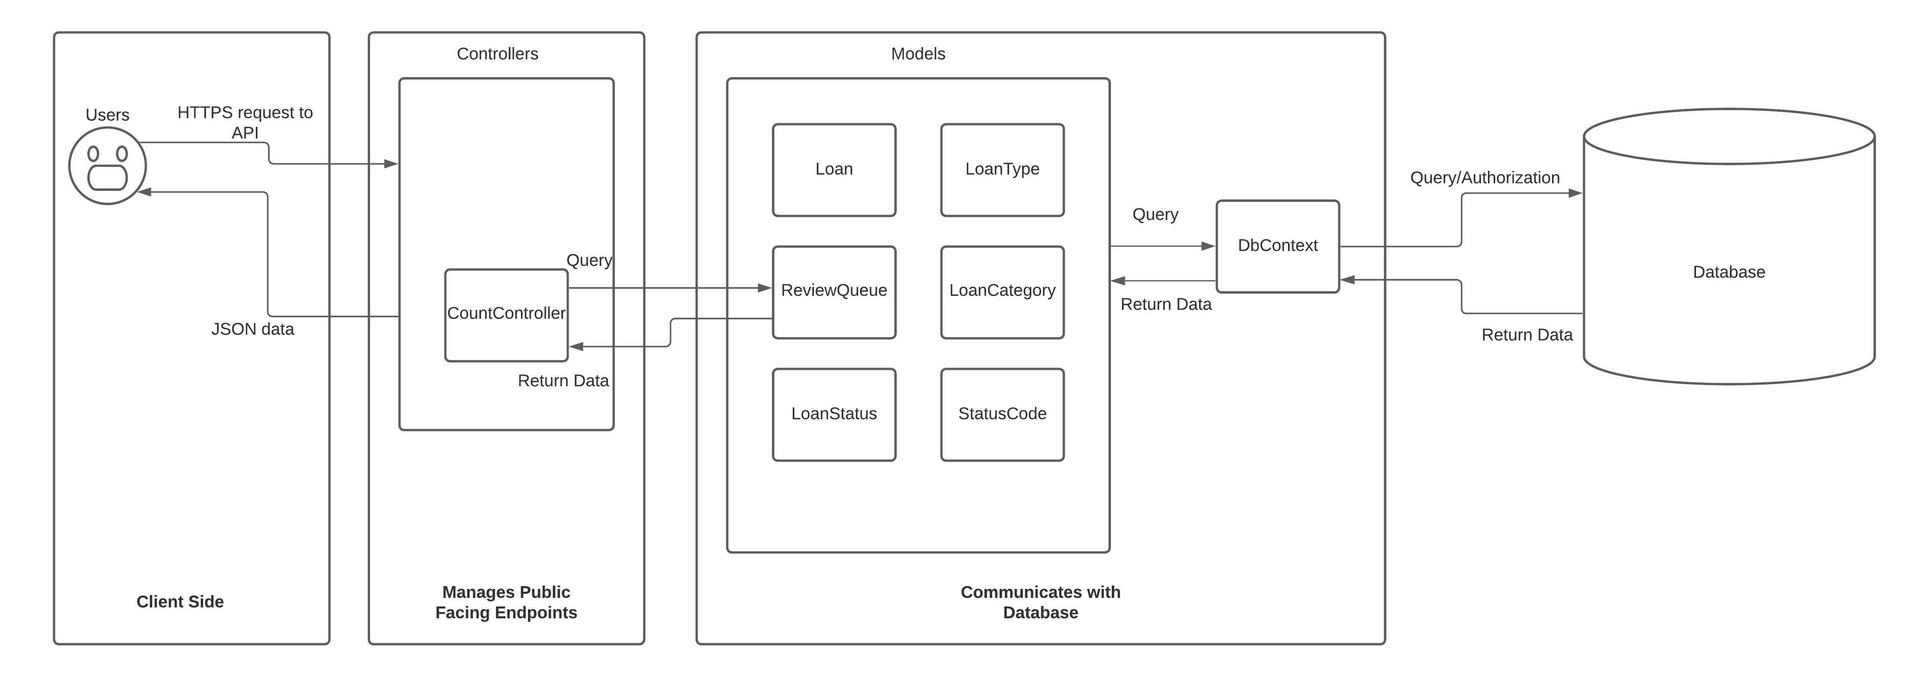 Users
HTTPS request to
API
JSON data
Client Side
Controllers
Query
CountController
Return Data
Manages Public
Facing Endpoints
Models
Loan
LoanType
ReviewQueue
LoanCategory
LoanStatus
StatusCode
Query
Return Data
DbContext
Communicates with
Database
Query/Authorization
Database
Return Data